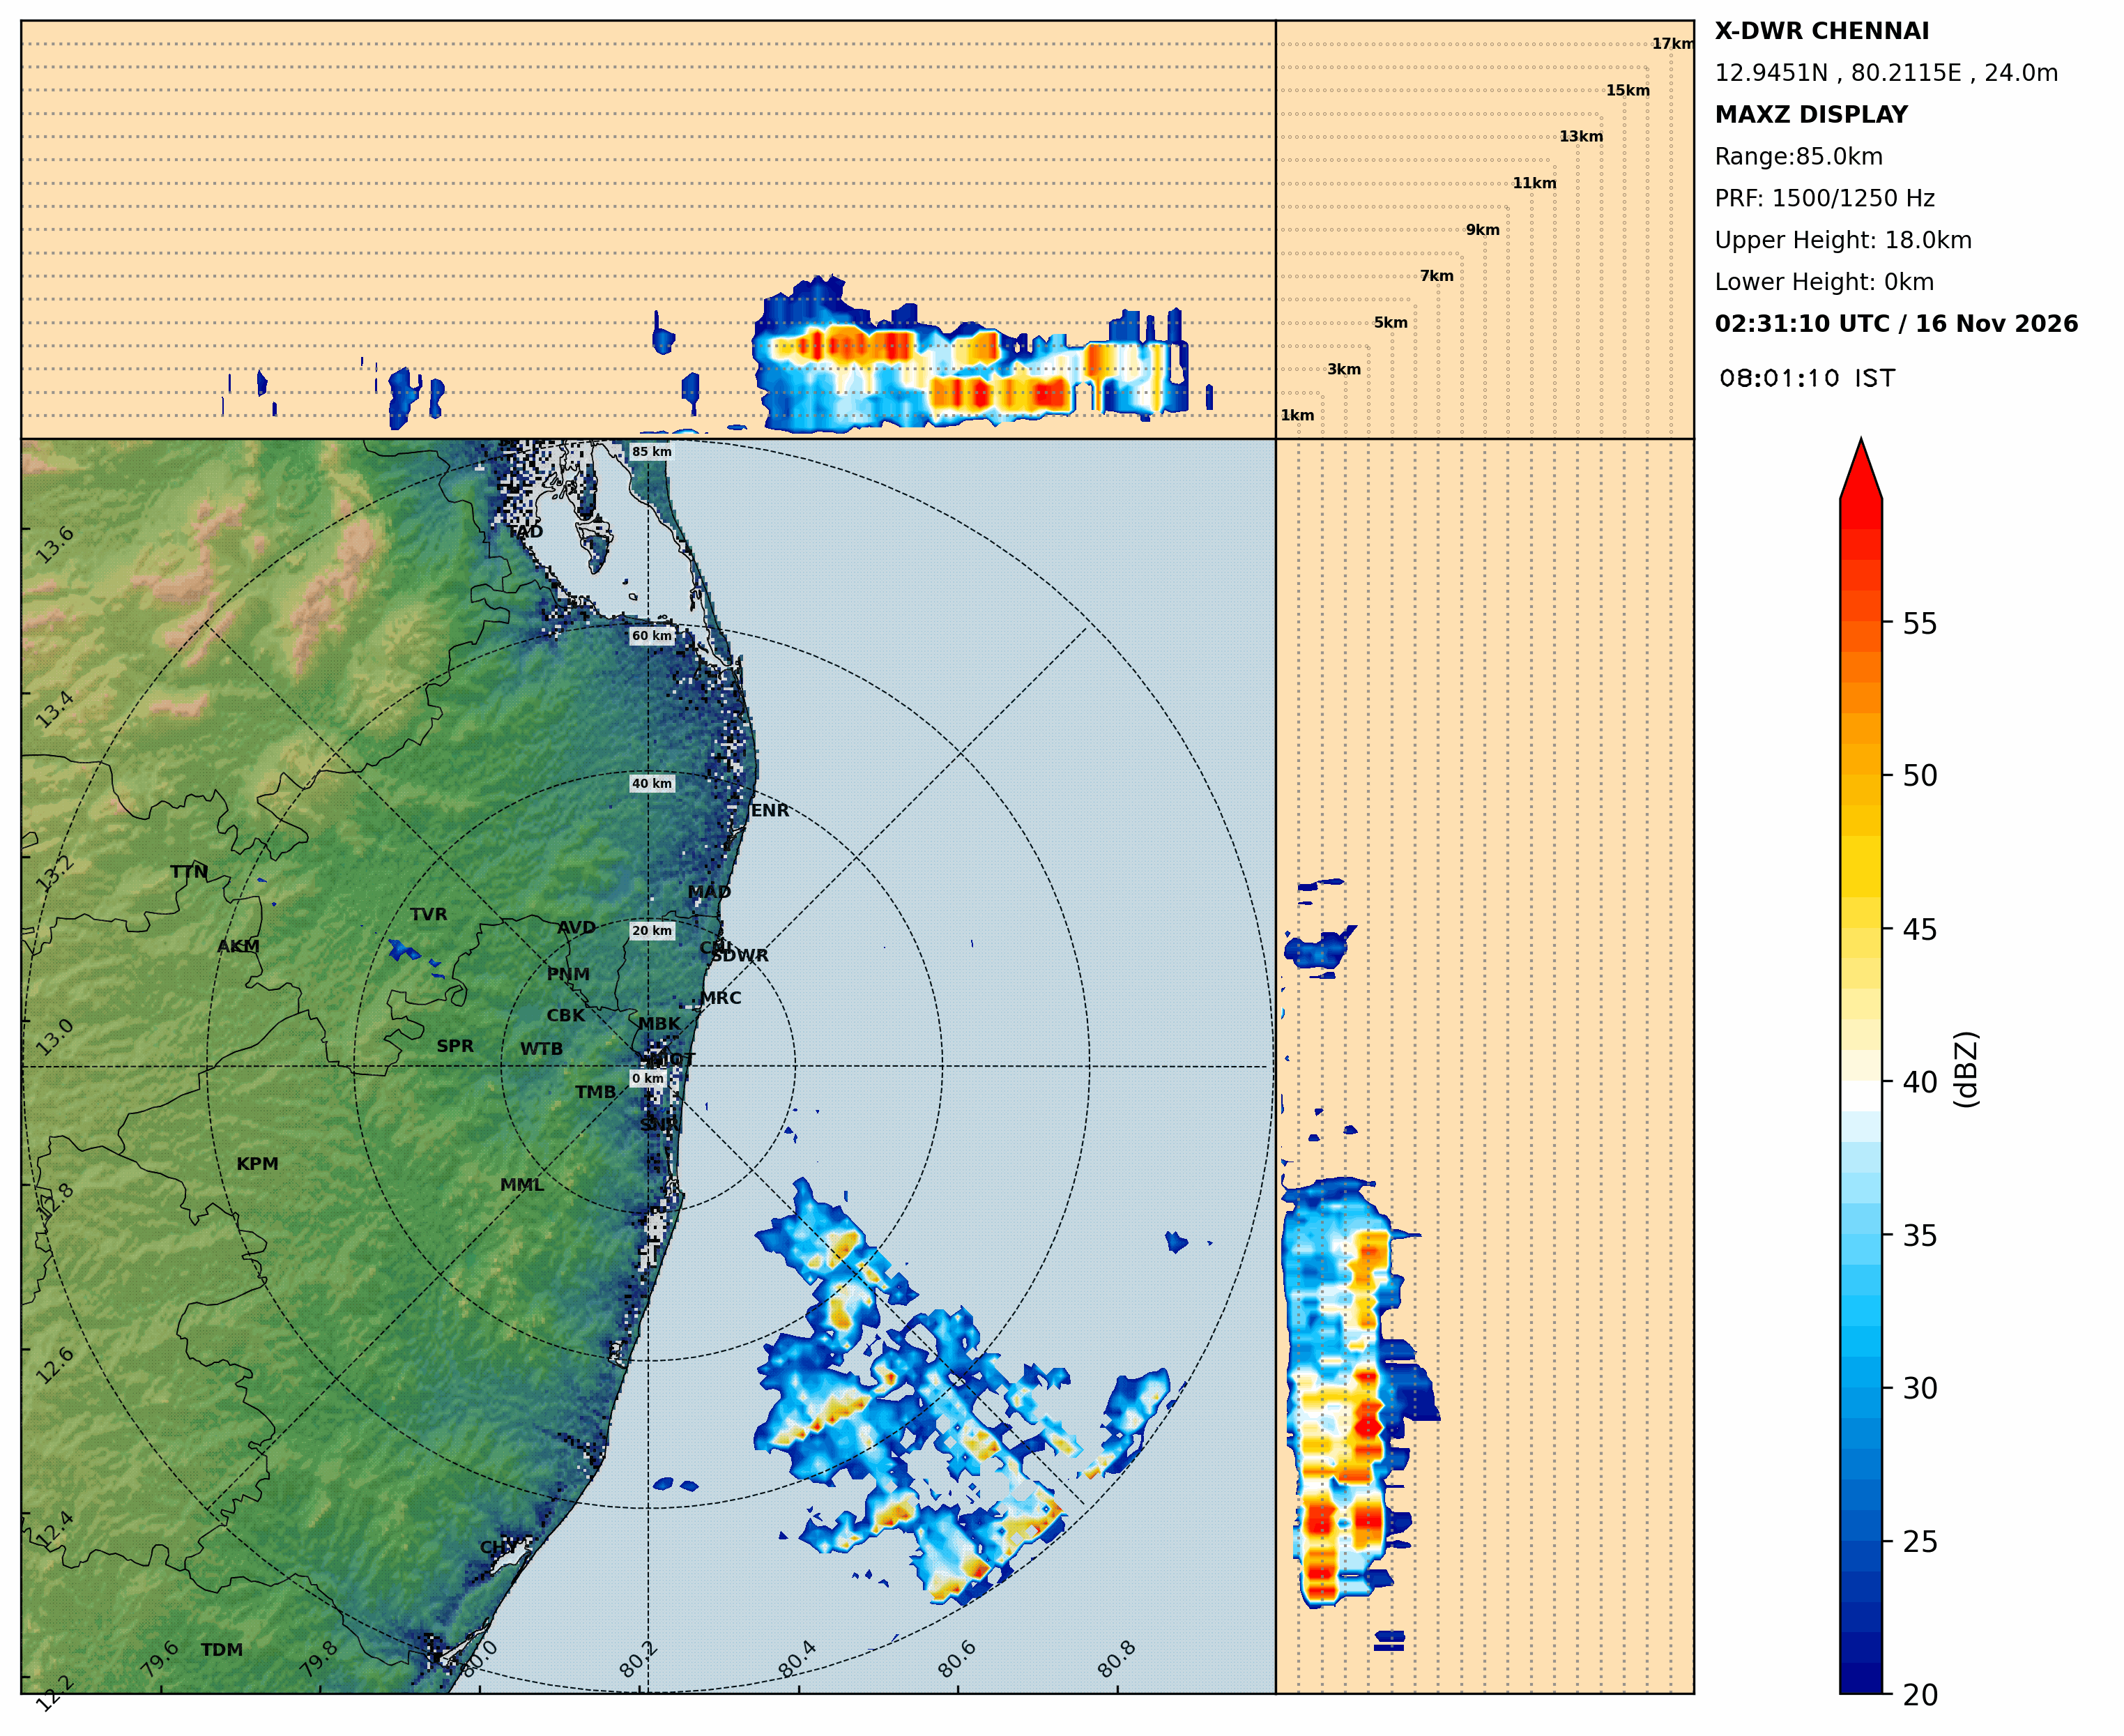 X-DWR CHENNAI
12.9451N , 80.2115E , 24.0m
MAXZ DISPLAY
Range:85.0km
PRF: 1500/1250 Hz
Upper Height: 18.0km
Lower Height: 0km
02:31:10 UTC / 16 Nov 2026
08:01:10 IST
17km
15km
13km
11km
9km
7km
5km
3km
1km
85 km
60 km
40 km
20 km
0 km
TAD
ENR
TTN
MAD
TVR
AVD
AKM
CNI
SDWR
PNM
MRC
CBK
MBK
SPR
WTB
TMB
SNR
KPM
MML
CHY
TDM
13.6
13.4
13.2
13.0
12.8
12.6
12.4
12.2
79.6
79.8
80.0
80.2
80.4
80.6
80.8
55
50
45
40
35
30
25
20
(dBZ)